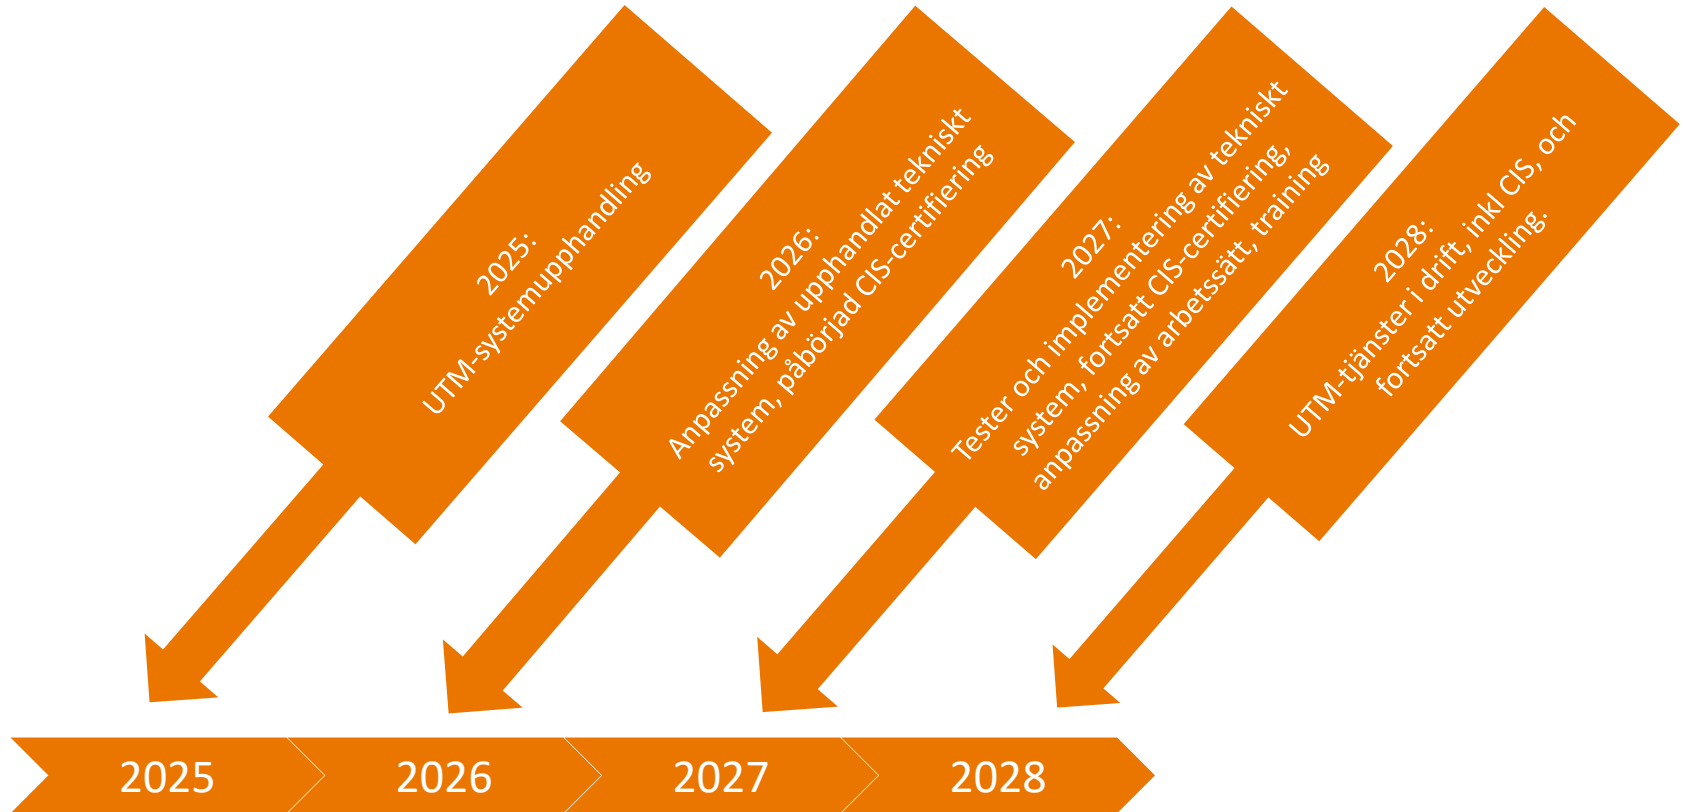 2025:
UTM-systemupphandling
2026:
Anpassning av upphandlat tekniskt
system, påbörjad CIS-certifiering
2027:
Tester och implementering av tekniskt
system, fortsatt CIS-certifiering,
anpassning av arbetssätt, training
2028:
UTM-tjänster i drift, inkl CIS, och
fortsatt utveckling.
2025
2026
2027
2028